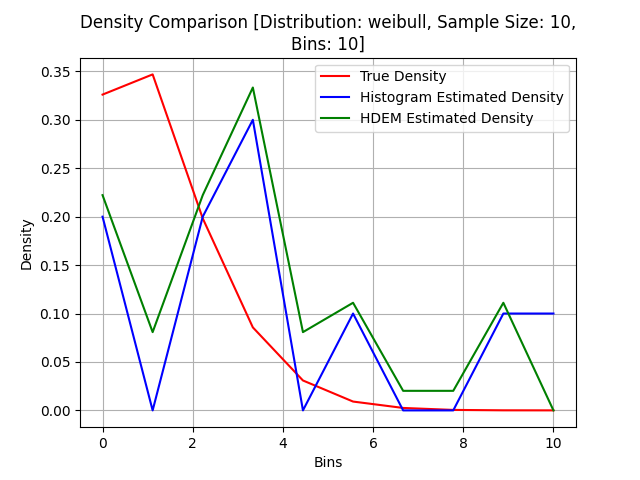 Density Comparison [Distribution: weibull, Sample Size: 10,
Bins: 10]
True Density
Histogram Estimated Density
HDEM Estimated Density
Density
0.35
0.30
0.25
0.20
0.15
0.10
0.05
0.00
0 2 4 6 8 10
Bins